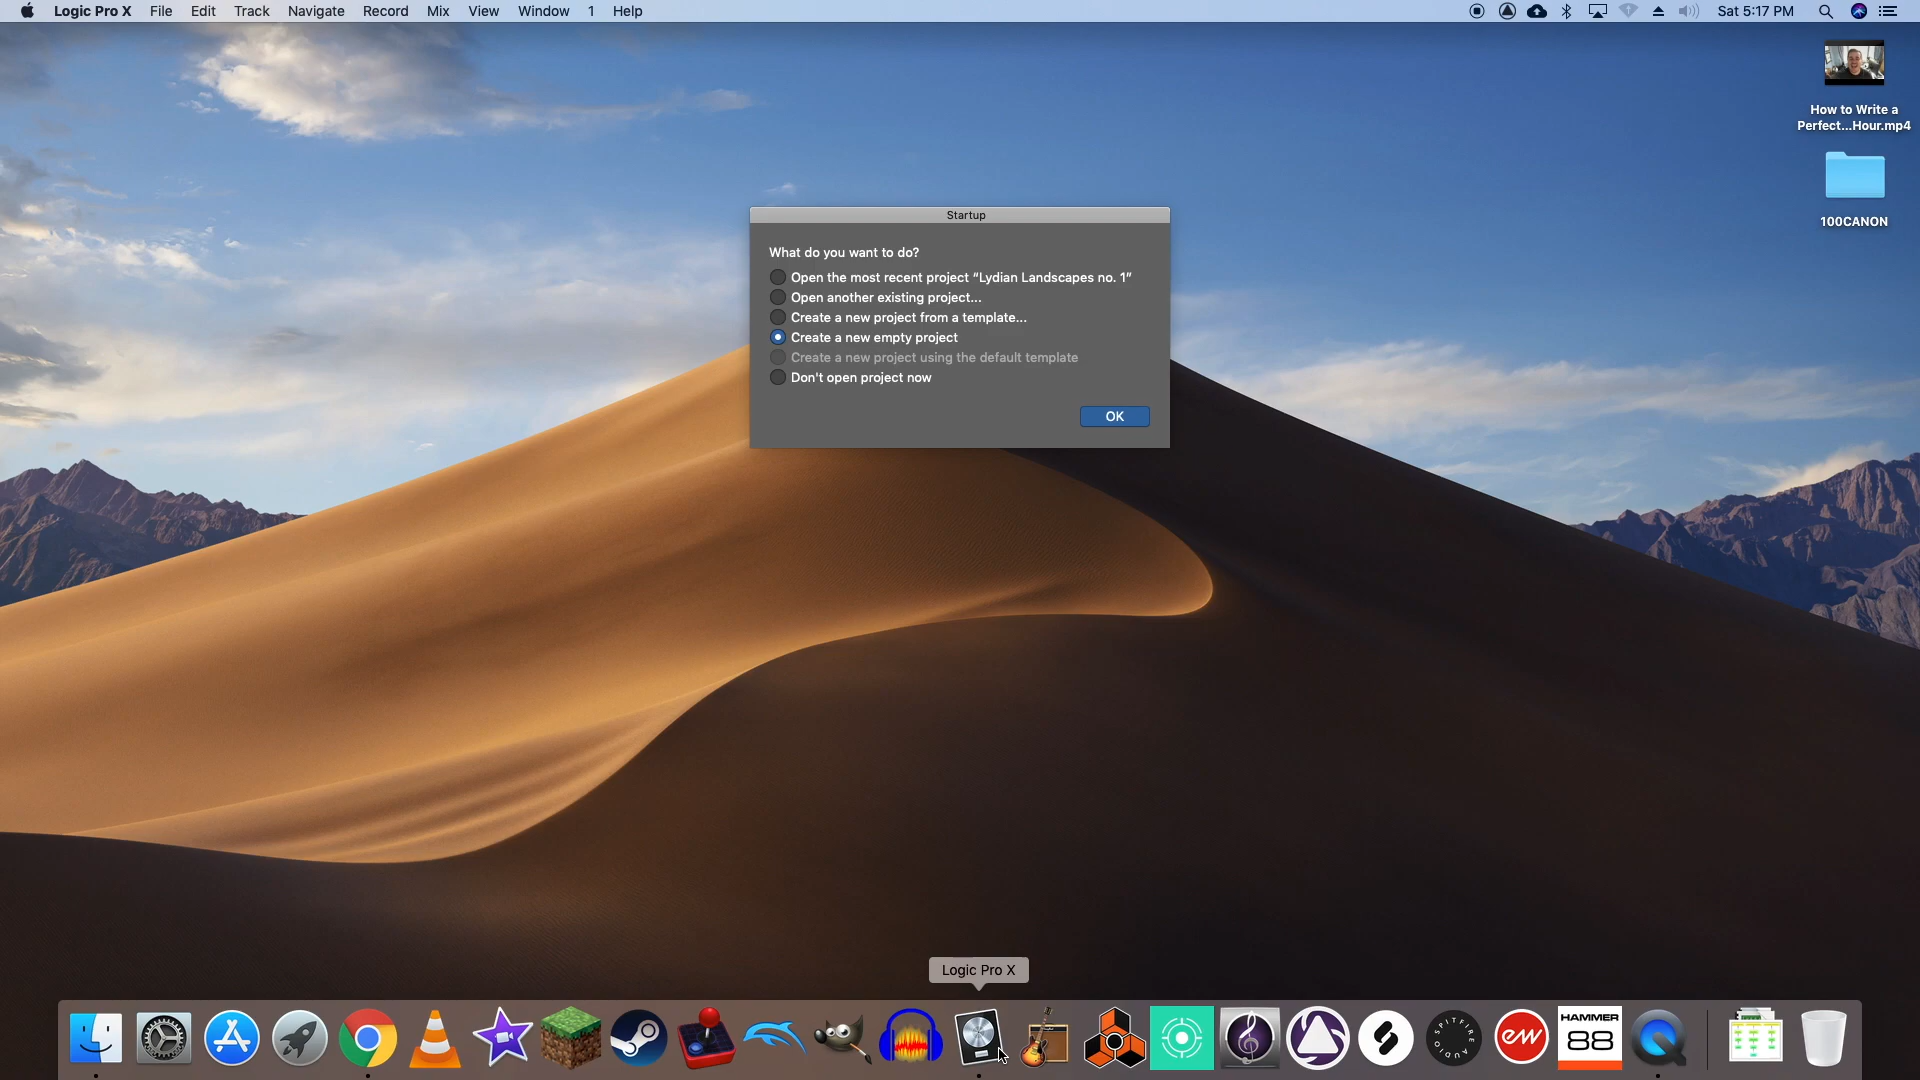 Logic Pro X File Edit Track Navigate Record Mix View Window 1 Help
Sat 5:17 PM
How to Write a
Perfect...Hour.mp4
100CANON
Startup
What do you want to do?
Open the most recent project “Lydian Landscapes no. 1”
Open another existing project...
Create a new project from a template...
Create a new empty project
Create a new project using the default template
Don't open project now
OK
Logic Pro X
SPITFIRE AUDIO
ew
HAMMER
88